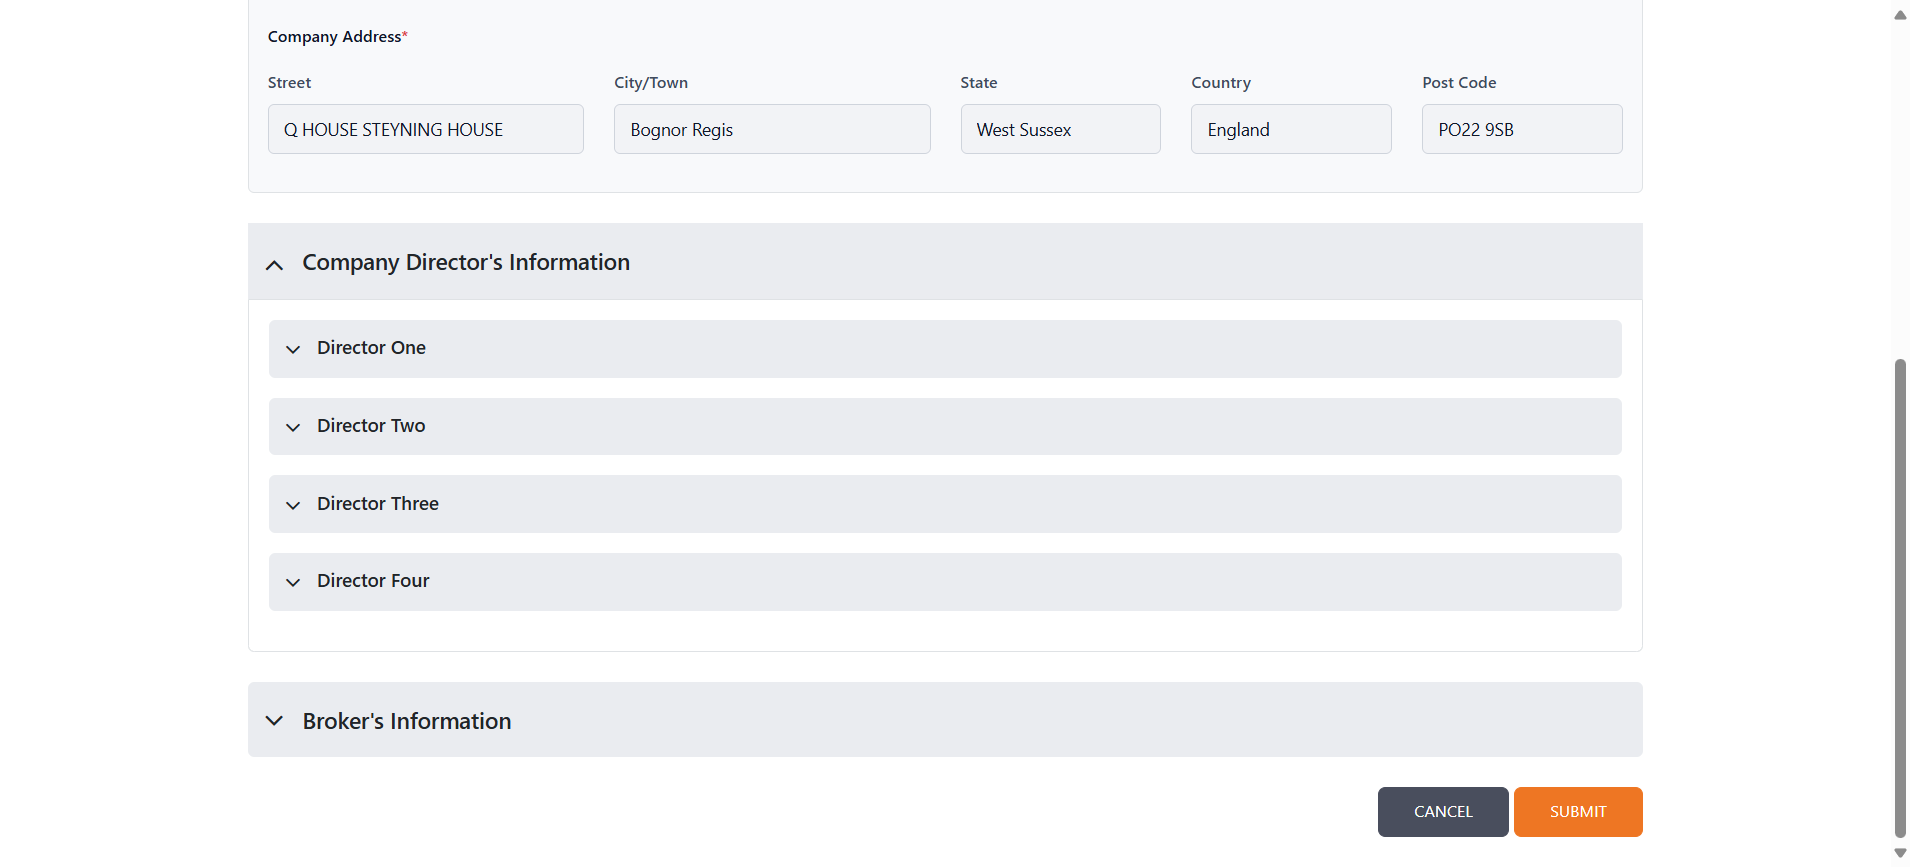 Company Address*
Street City/Town State Country Post Code
Q HOUSE STEYNING HOUSE Bognor Regis West Sussex England PO22 9SB
Company Director's Information
Director One
Director Two
Director Three
Director Four
Broker's Information
CANCEL SUBMIT